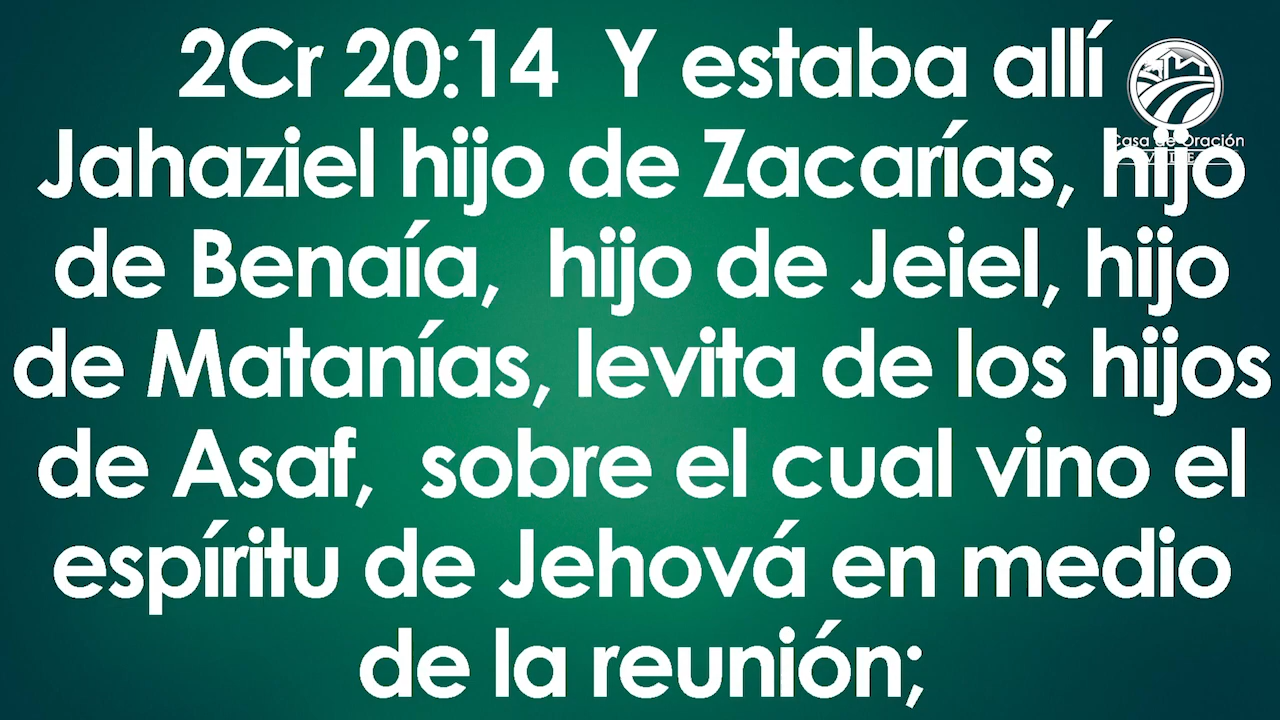 2Cr 20:14  Y estaba allí
Jahaziel hijo de Zacarías, hijo
de Benaía,  hijo de Jeiel, hijo
de Matanías, levita de los hijos
de Asaf,  sobre el cual vino el
espíritu de Jehová en medio
de la reunión;
Casa de Oración